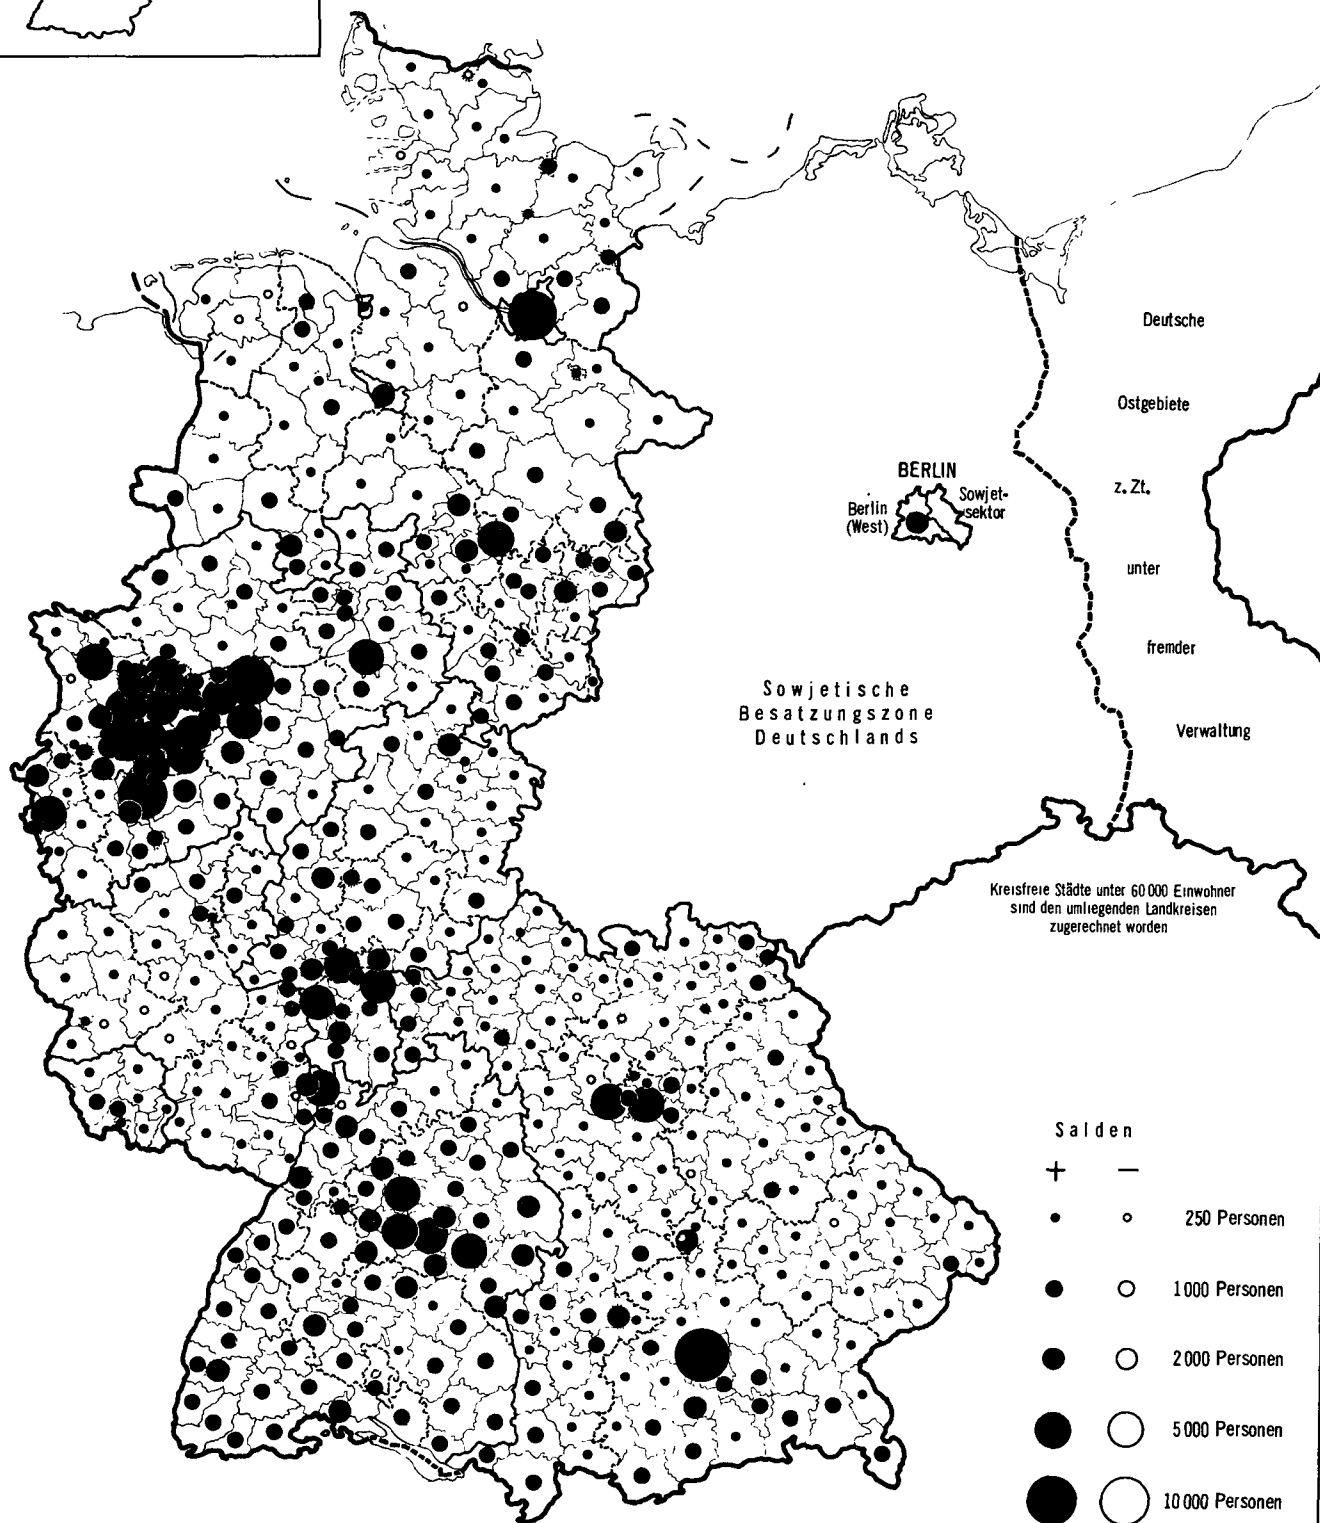 Deutsche
Ostgebiete
z. Zt.
unter
fremder
Verwaltung
BERLIN
Berlin
(West)
Sowjet-
sektor
Sowjetische
Besatzungszone
Deutschlands
Kreisfreie Städte unter 60 000 Einwohner
sind den umliegenden Landkreisen
zugerechnet worden
Salden
+ −
250 Personen
1 000 Personen
2 000 Personen
5 000 Personen
10 000 Personen